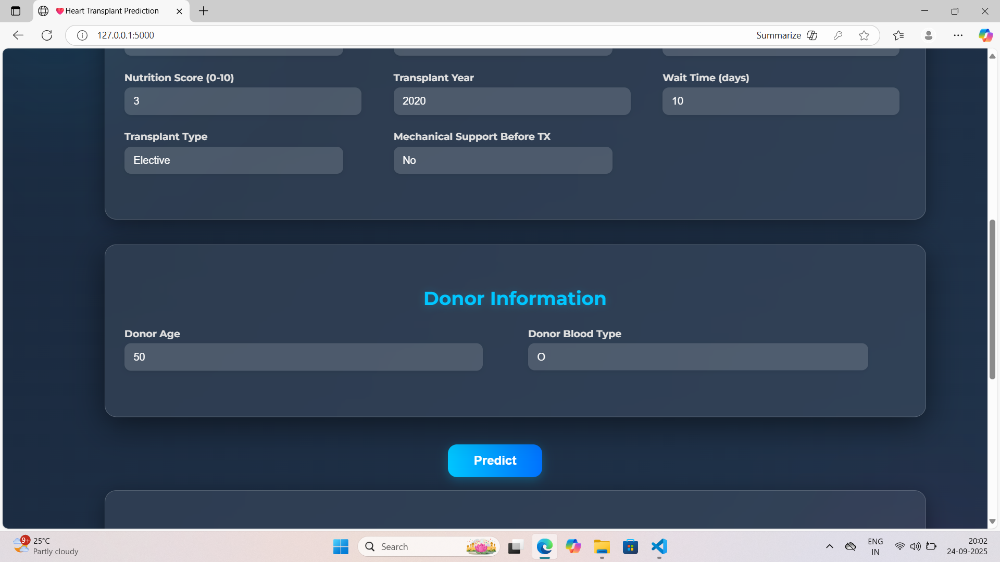 Heart Transplant Prediction
127.0.0.1:5000
Summarize
Nutrition Score (0-10)
Transplant Year
Wait Time (days)
3
2020
10
Transplant Type
Mechanical Support Before TX
Elective
No
Donor Information
Donor Age
Donor Blood Type
50
O
Predict
9+
25°C
Partly cloudy
Search
ENG
IN
20:02
24-09-2025